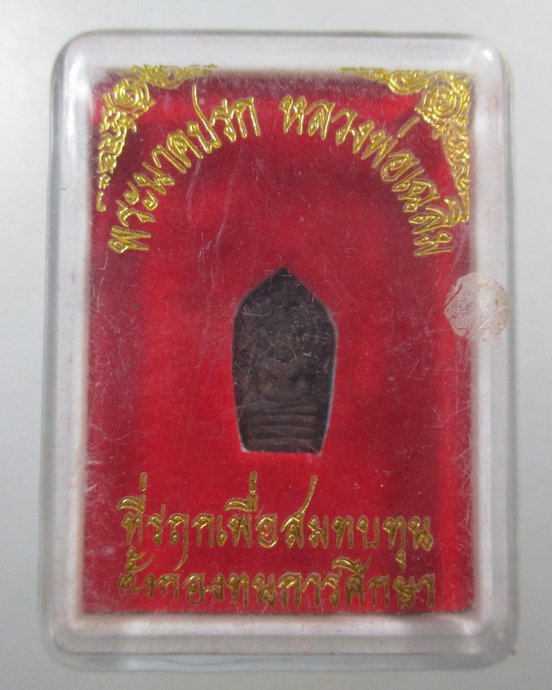 พระนาคปรก หลวงพ่อเฉลิม
ที่รฤกเพื่อสมทบทุน
ตั้งกองทุนการศึกษา